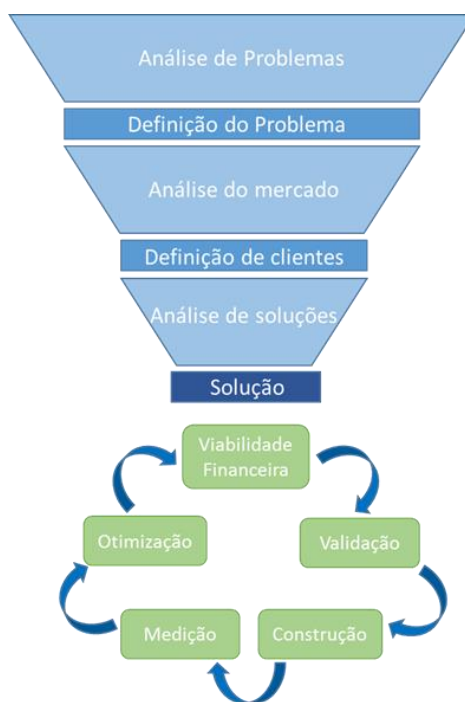 Análise de Problemas
Definição do Problema
Análise do mercado
Definição de clientes
Análise de soluções
Solução
Viabilidade
Financeira
Otimização
Validação
Medição
Construção